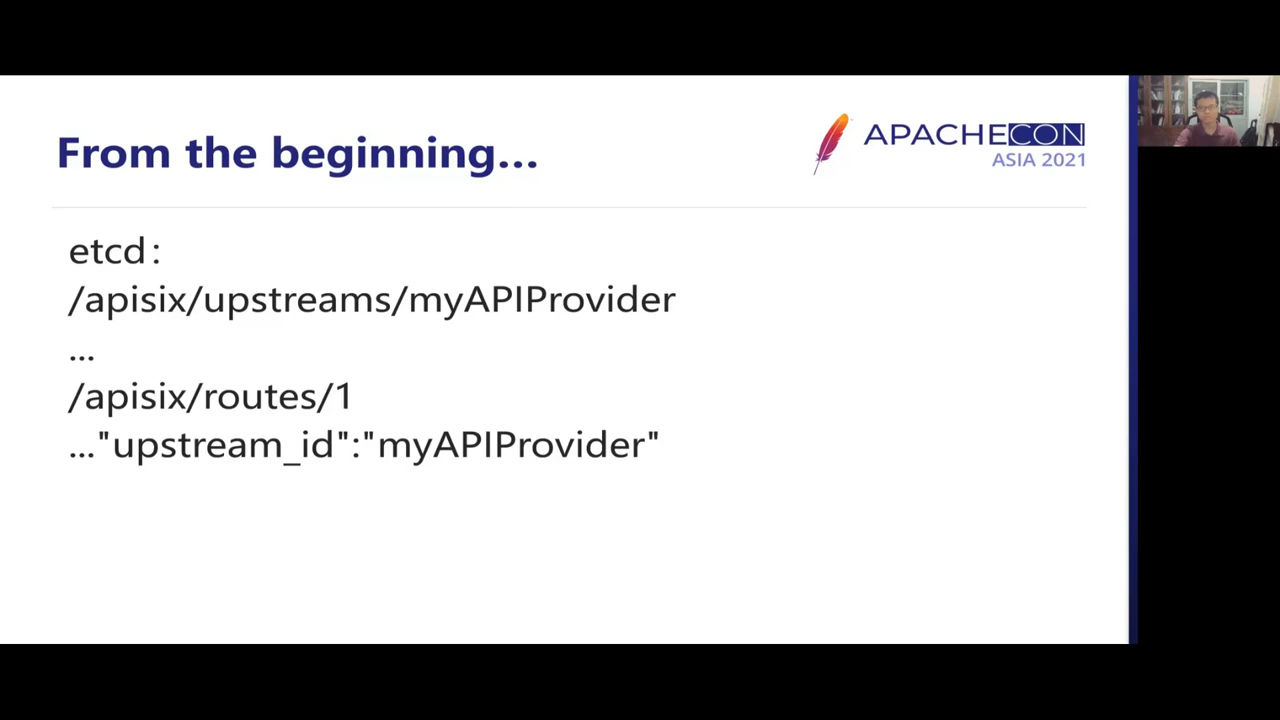 From the beginning...
APACHECON
ASIA 2021
etcd:
/apisix/upstreams/myAPIProvider
...
/apisix/routes/1
..."upstream_id":"myAPIProvider"